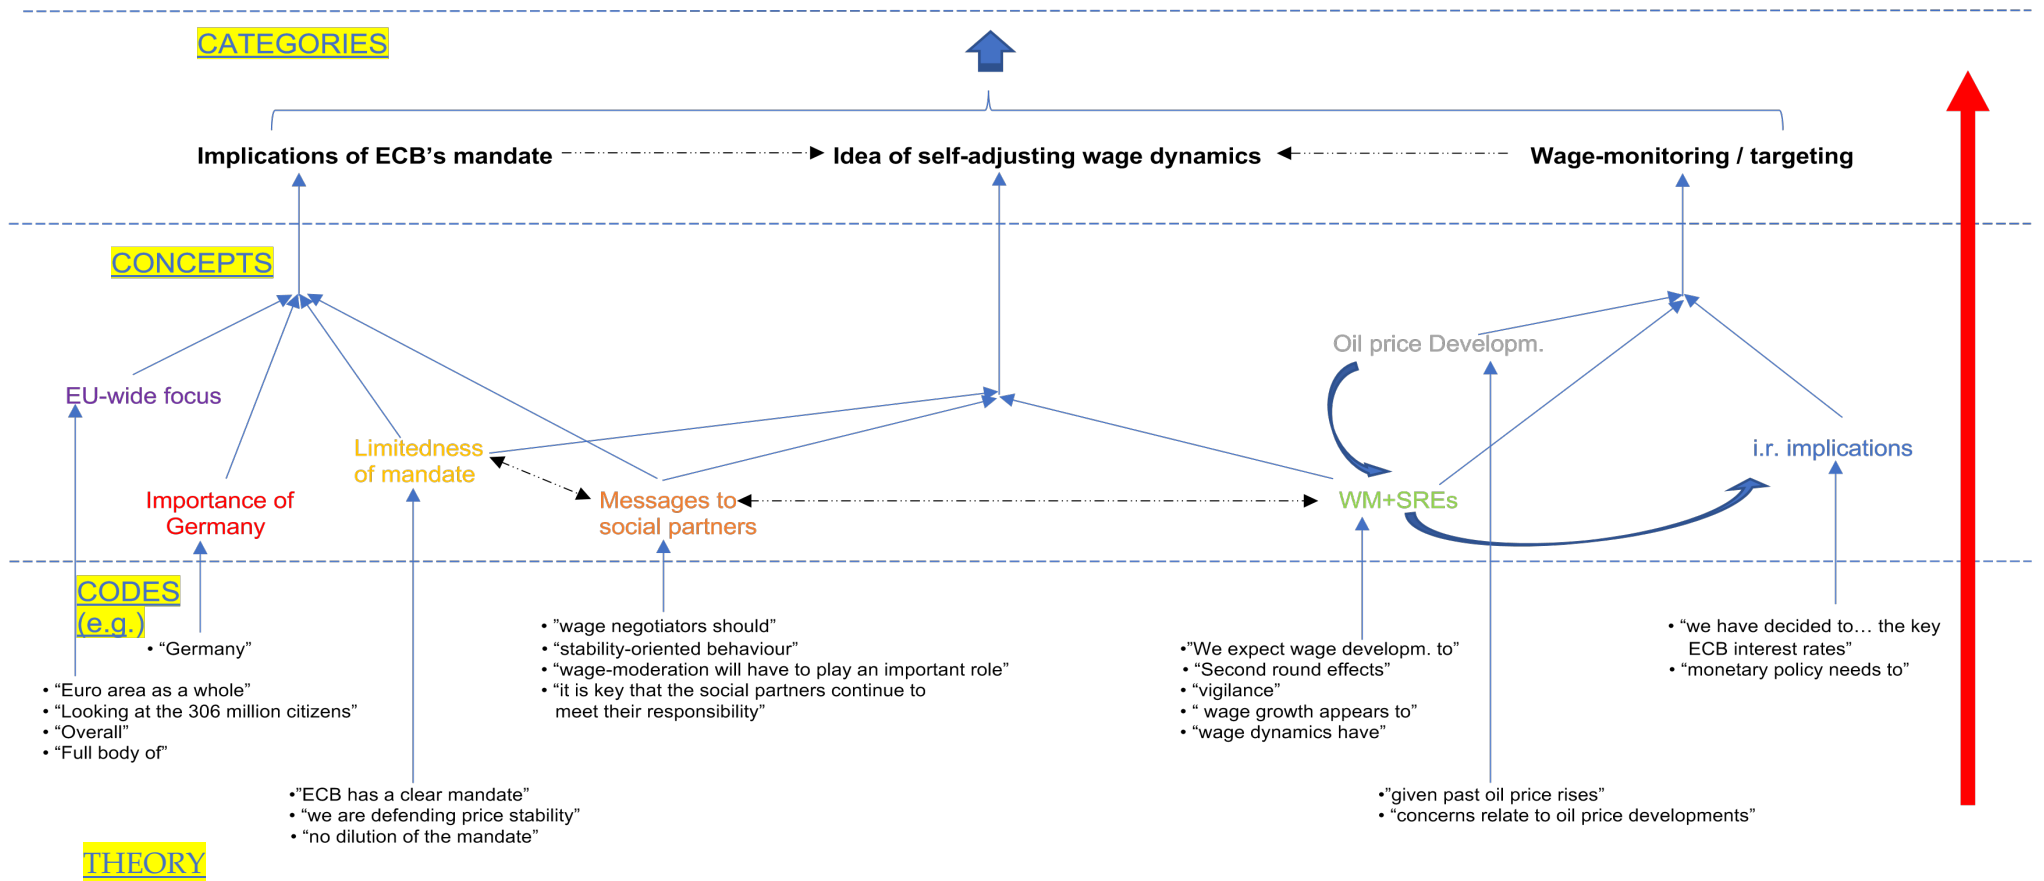 CATEGORIES
Implications of ECB’s mandate
Idea of self-adjusting wage dynamics
Wage-monitoring / targeting
CONCEPTS
Oil price Developm.
EU-wide focus
Limitedness
of mandate
i.r. implications
Importance of
Germany
Messages to
social partners
WM+SREs
CODES
(e.g.)
• “Germany”
• “Euro area as a whole”
• “Looking at the 306 million citizens”
• “Overall”
• “Full body of”
•”ECB has a clear mandate”
• “we are defending price stability”
• “no dilution of the mandate”
• ”wage negotiators should”
• “stability-oriented behaviour”
• “wage-moderation will have to play an important role”
• “it is key that the social partners continue to
meet their responsibility”
•”We expect wage developm. to”
• “Second round effects”
• “vigilance”
• “ wage growth appears to”
• “wage dynamics have”
•”given past oil price rises”
• “concerns relate to oil price developments”
• “we have decided to… the key
ECB interest rates”
• “monetary policy needs to”
THEORY